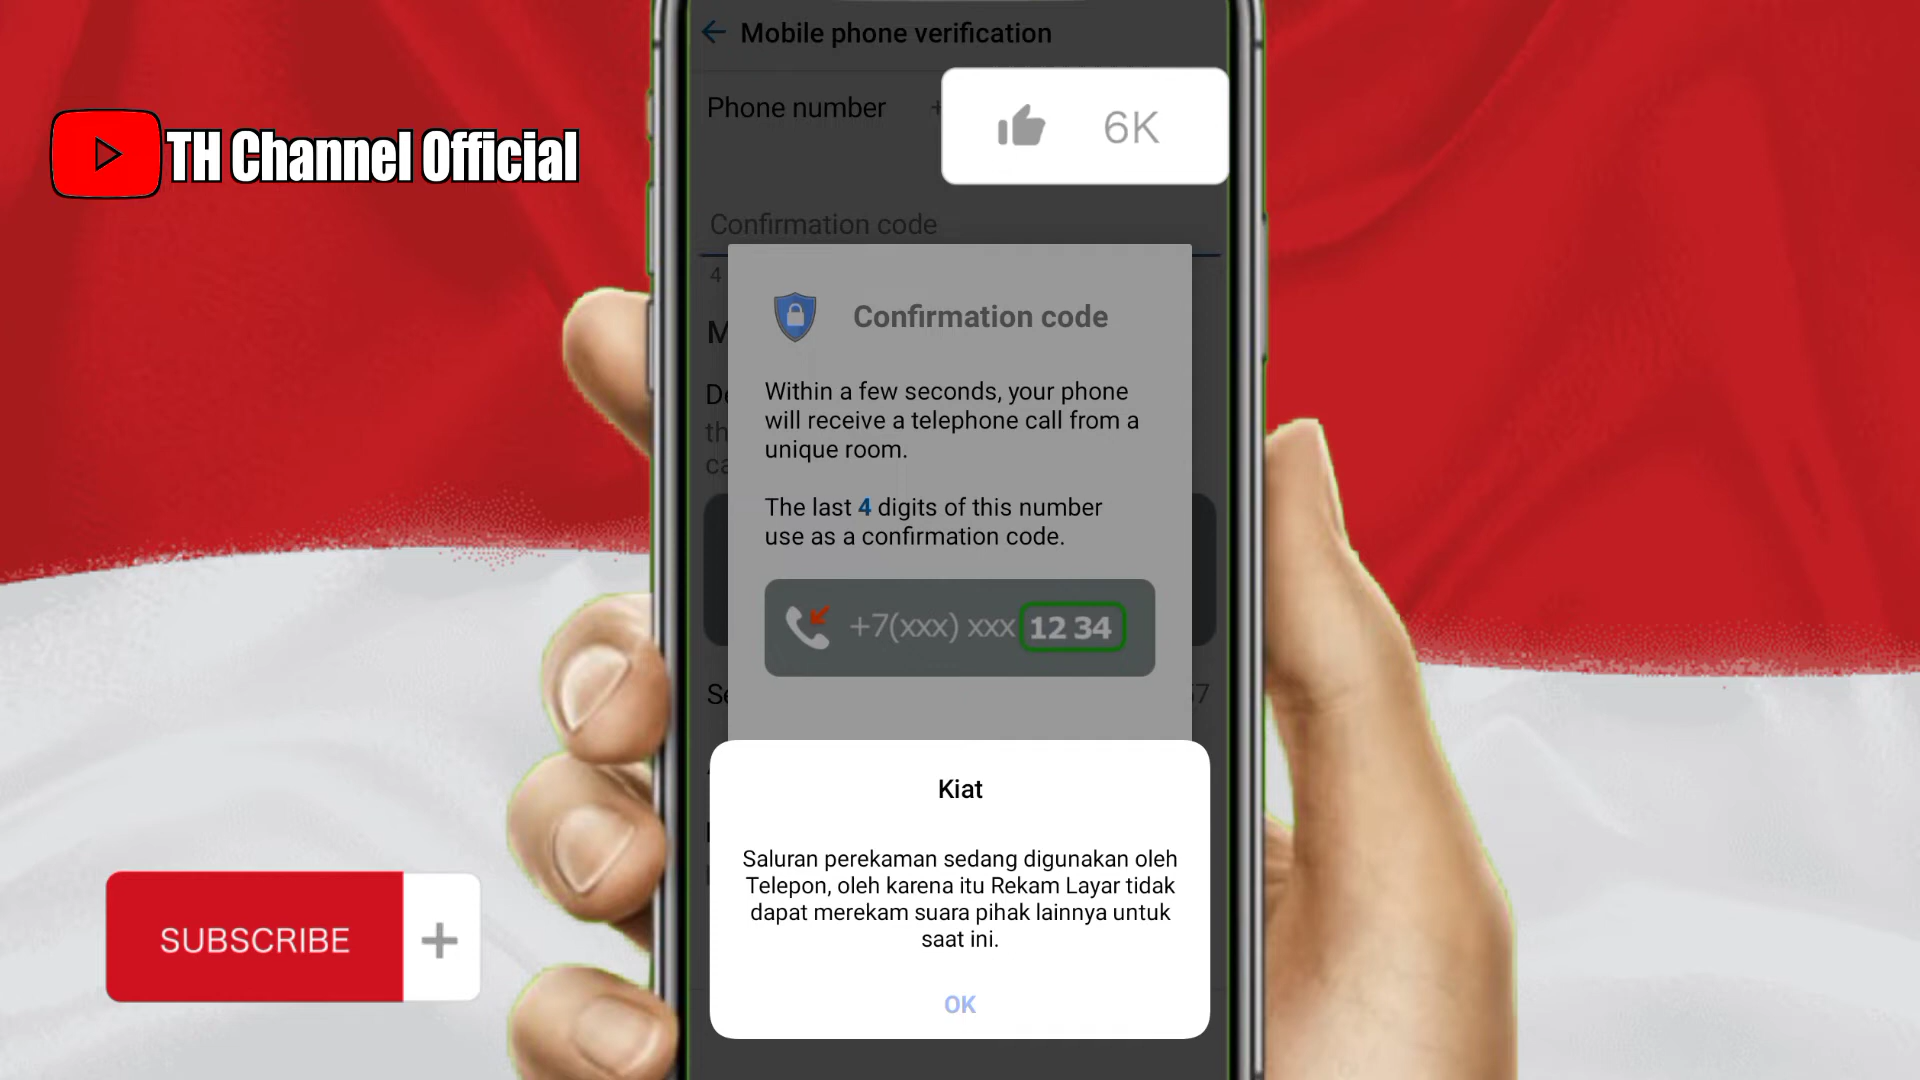 Mobile phone verification
Phone number +
6K
TH Channel Official
Confirmation code
4
Confirmation code
Within a few seconds, your phone
will receive a telephone call from a
unique room.
The last 4 digits of this number
use as a confirmation code.
+7(xxx) xxx 12 34
Kiat
Saluran perekaman sedang digunakan oleh
Telepon, oleh karena itu Rekam Layar tidak
dapat merekam suara pihak lainnya untuk
saat ini.
OK
SUBSCRIBE +